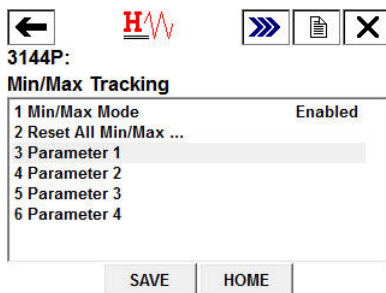 H
3144P:
Min/Max Tracking
1 Min/Max Mode Enabled
2 Reset All Min/Max ...
3 Parameter 1
4 Parameter 2
5 Parameter 3
6 Parameter 4
SAVE HOME